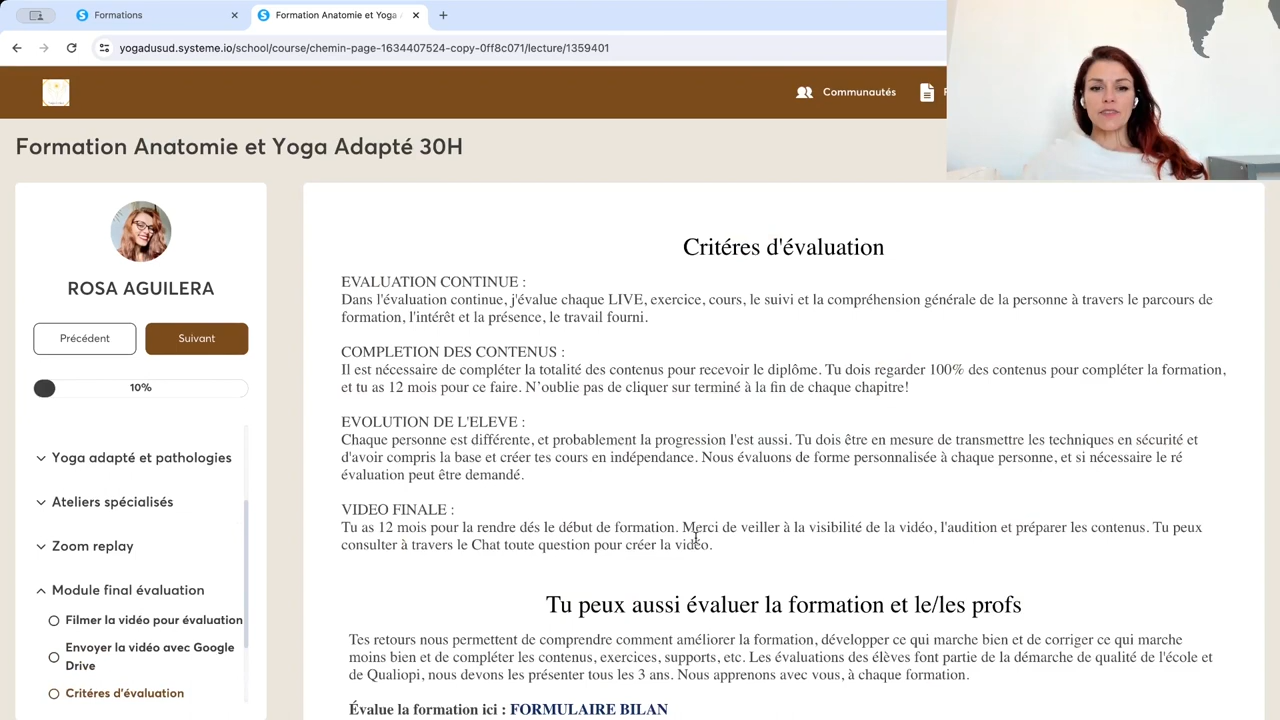 Formations
Formation Anatomie et Yoga
yogadusud.systeme.io/school/course/chemin-page-1634407524-copy-0ff8c071/lecture/1359401
Communautés
Formation Anatomie et Yoga Adapté 30H
ROSA AGUILERA
Précédent
Suivant
10%
Yoga adapté et pathologies
Ateliers spécialisés
Zoom replay
Module final évaluation
Filmer la vidéo pour évaluation
Envoyer la vidéo avec Google
Drive
Critéres d'évaluation
Critéres d'évaluation
EVALUATION CONTINUE :
Dans l'évaluation continue, j'évalue chaque LIVE, exercice, cours, le suivi et la compréhension générale de la personne à travers le parcours de
formation, l'intérêt et la présence, le travail fourni.
COMPLETION DES CONTENUS :
Il est nécessaire de compléter la totalité des contenus pour recevoir le diplôme. Tu dois regarder 100% des contenus pour compléter la formation,
et tu as 12 mois pour ce faire. N'oublie pas de cliquer sur terminé à la fin de chaque chapitre!
EVOLUTION DE L'ELEVE :
Chaque personne est différente, et probablement la progression l'est aussi. Tu dois être en mesure de transmettre les techniques en sécurité et
d'avoir compris la base et créer tes cours en indépendance. Nous évaluons de forme personnalisée à chaque personne, et si nécessaire le ré
évaluation peut être demandé.
VIDEO FINALE :
Tu as 12 mois pour la rendre dés le début de formation. Merci de veiller à la visibilité de la vidéo, l'audition et préparer les contenus. Tu peux
consulter à travers le Chat toute question pour créer la vidéo.
Tu peux aussi évaluer la formation et le/les profs
Tes retours nous permettent de comprendre comment améliorer la formation, développer ce qui marche bien et de corriger ce qui marche
moins bien et de compléter les contenus, exercices, supports, etc. Les évaluations des élèves font partie de la démarche de qualité de l'école et
de Qualiopi, nous devons les présenter tous les 3 ans. Nous apprenons avec vous, à chaque formation.
Évalue la formation ici : FORMULAIRE BILAN